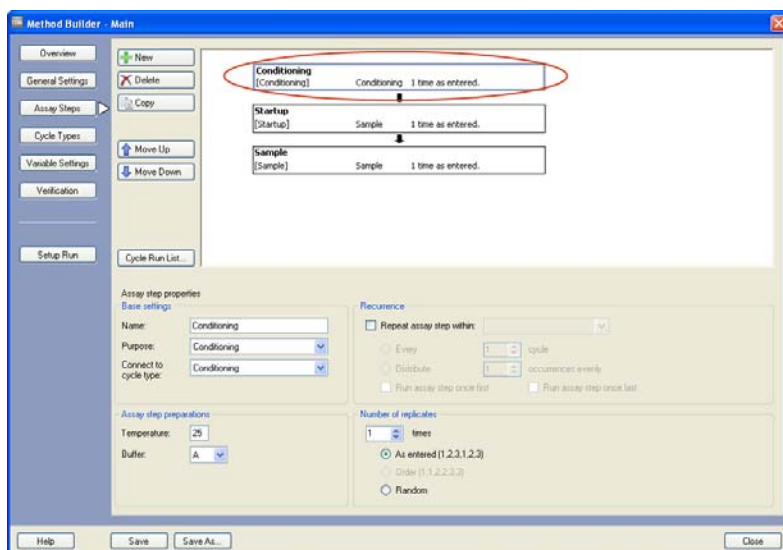 Method Builder - Main
Overview
General Settings
Assay Steps
Cycle Types
Variable Settings
Verification
Setup Run
New
Delete
Copy
Move Up
Move Down
Cycle Run List...
Conditioning
[Conditioning] Conditioning 1 time as entered.
Startup
[Startup] Sample 1 time as entered.
Sample
[Sample] Sample 1 time as entered.
Assay step properties
Base settings
Name: Conditioning
Purpose: Conditioning
Connect to
cycle type: Conditioning
Recurrence
Repeat assay step within:
Every 1 cycle
Distribute 1 occurrences evenly
Run assay step once first Run assay step once last
Assay step preparations
Temperature: 25
Buffer: A
Number of replicates
1 times
As entered (1,2,3,1,2,3)
Order (1,1,2,2,3,3)
Random
Help Save Save As... Close